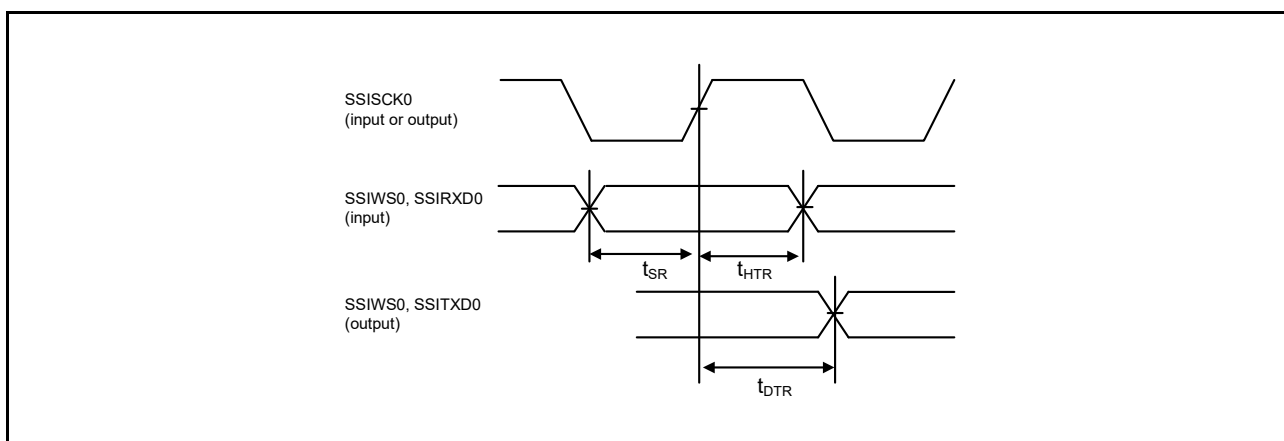 SSISCK0
(input or output)
SSIWS0, SSIRXD0
(input)
tSR
tHTR
SSIWS0, SSITXD0
(output)
tDTR